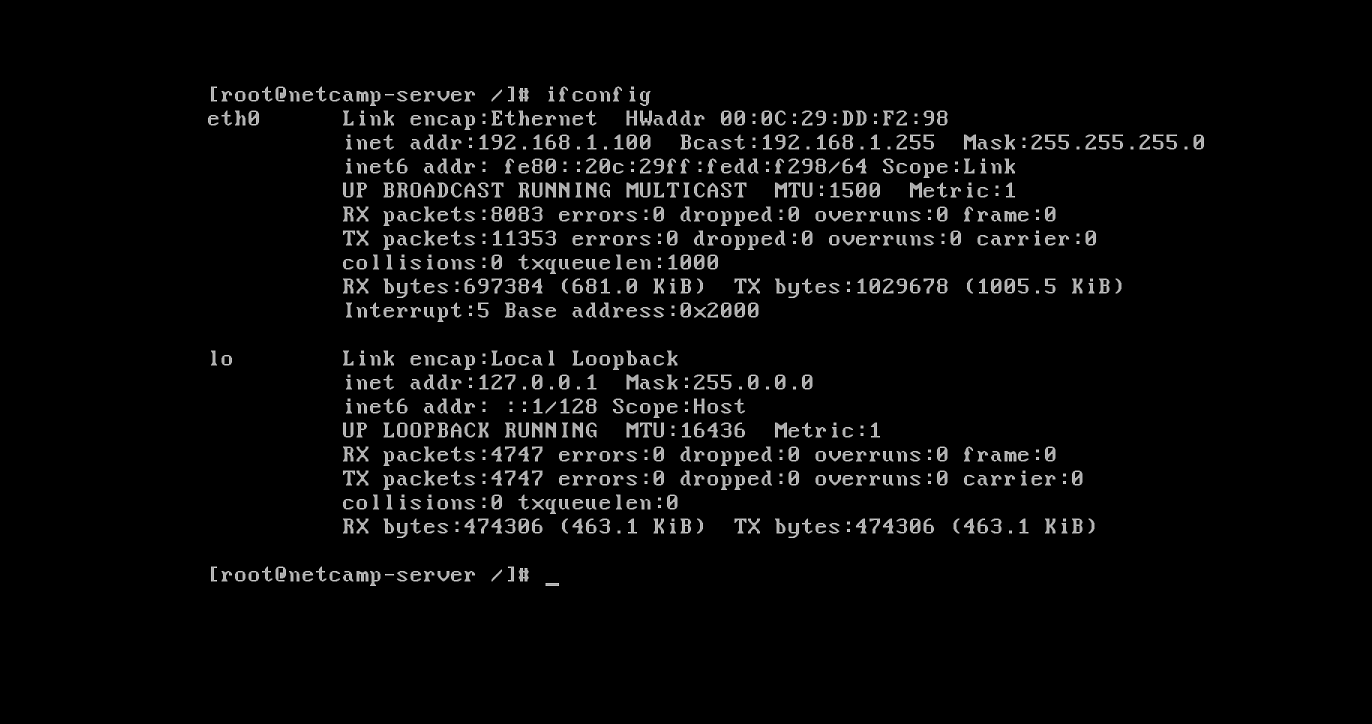 [root@netcamp-server /]# ifconfig
eth0      Link encap:Ethernet  HWaddr 00:0C:29:DD:F2:98
          inet addr:192.168.1.100  Bcast:192.168.1.255  Mask:255.255.255.0
          inet6 addr: fe80::20c:29ff:fedd:f298/64 Scope:Link
          UP BROADCAST RUNNING MULTICAST  MTU:1500  Metric:1
          RX packets:8083 errors:0 dropped:0 overruns:0 frame:0
          TX packets:11353 errors:0 dropped:0 overruns:0 carrier:0
          collisions:0 txqueuelen:1000
          RX bytes:697384 (681.0 KiB)  TX bytes:1029678 (1005.5 KiB)
          Interrupt:5 Base address:0x2000
lo        Link encap:Local Loopback
          inet addr:127.0.0.1  Mask:255.0.0.0
          inet6 addr: ::1/128 Scope:Host
          UP LOOPBACK RUNNING  MTU:16436  Metric:1
          RX packets:4747 errors:0 dropped:0 overruns:0 frame:0
          TX packets:4747 errors:0 dropped:0 overruns:0 carrier:0
          collisions:0 txqueuelen:0
          RX bytes:474306 (463.1 KiB)  TX bytes:474306 (463.1 KiB)
[root@netcamp-server /]# _